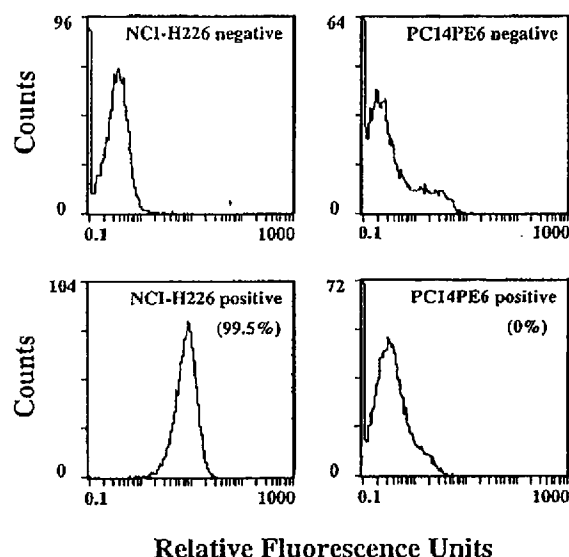 96
NCI-H226 negative
Counts
0
0.1
1000
64
PC14PE6 negative
0
0.1
1000
104
NCI-H226 positive
(99.5%)
Counts
0
0.1
1000
72
PC14PE6 positive
(0%)
0
0.1
1000
Relative Fluorescence Units